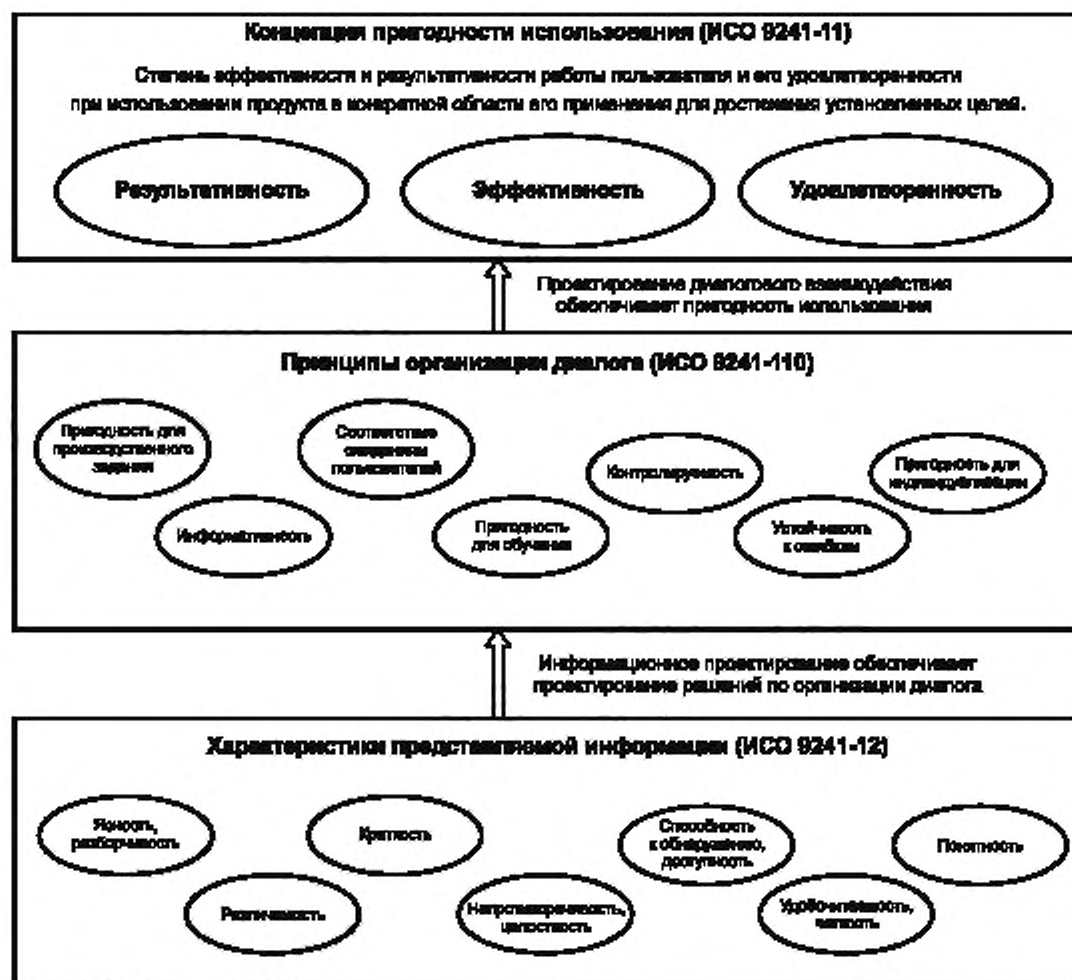 Концепция пригодности использования (ИСО 9241-11)
Степень эффективности и результативности работы пользователя и его удовлетворенности
при использовании продукта в конкретной области его применения для достижения установленных целей.
Результативность
Эффективность
Удовлетворенность
Проектирование диалогового взаимодействия
обеспечивает пригодность использования
Принципы организации диалога (ИСО 9241-110)
Пригодность для
производственного
задания
Соответствие
ожиданиям
пользователей
Контролируемость
Пригодность для
индивидуализации
Информативность
Пригодность
для обучения
Устойчивость
к ошибкам
Информационное проектирование обеспечивает
проектирование решений по организации диалога
Характеристики представляемой информации (ИСО 9241-12)
Ясность,
разборчивость
Краткость
Способность
к обнаружению,
доступность
Понятность
Различимость
Непротиворечивость,
целостность
Удобочитаемость,
четкость